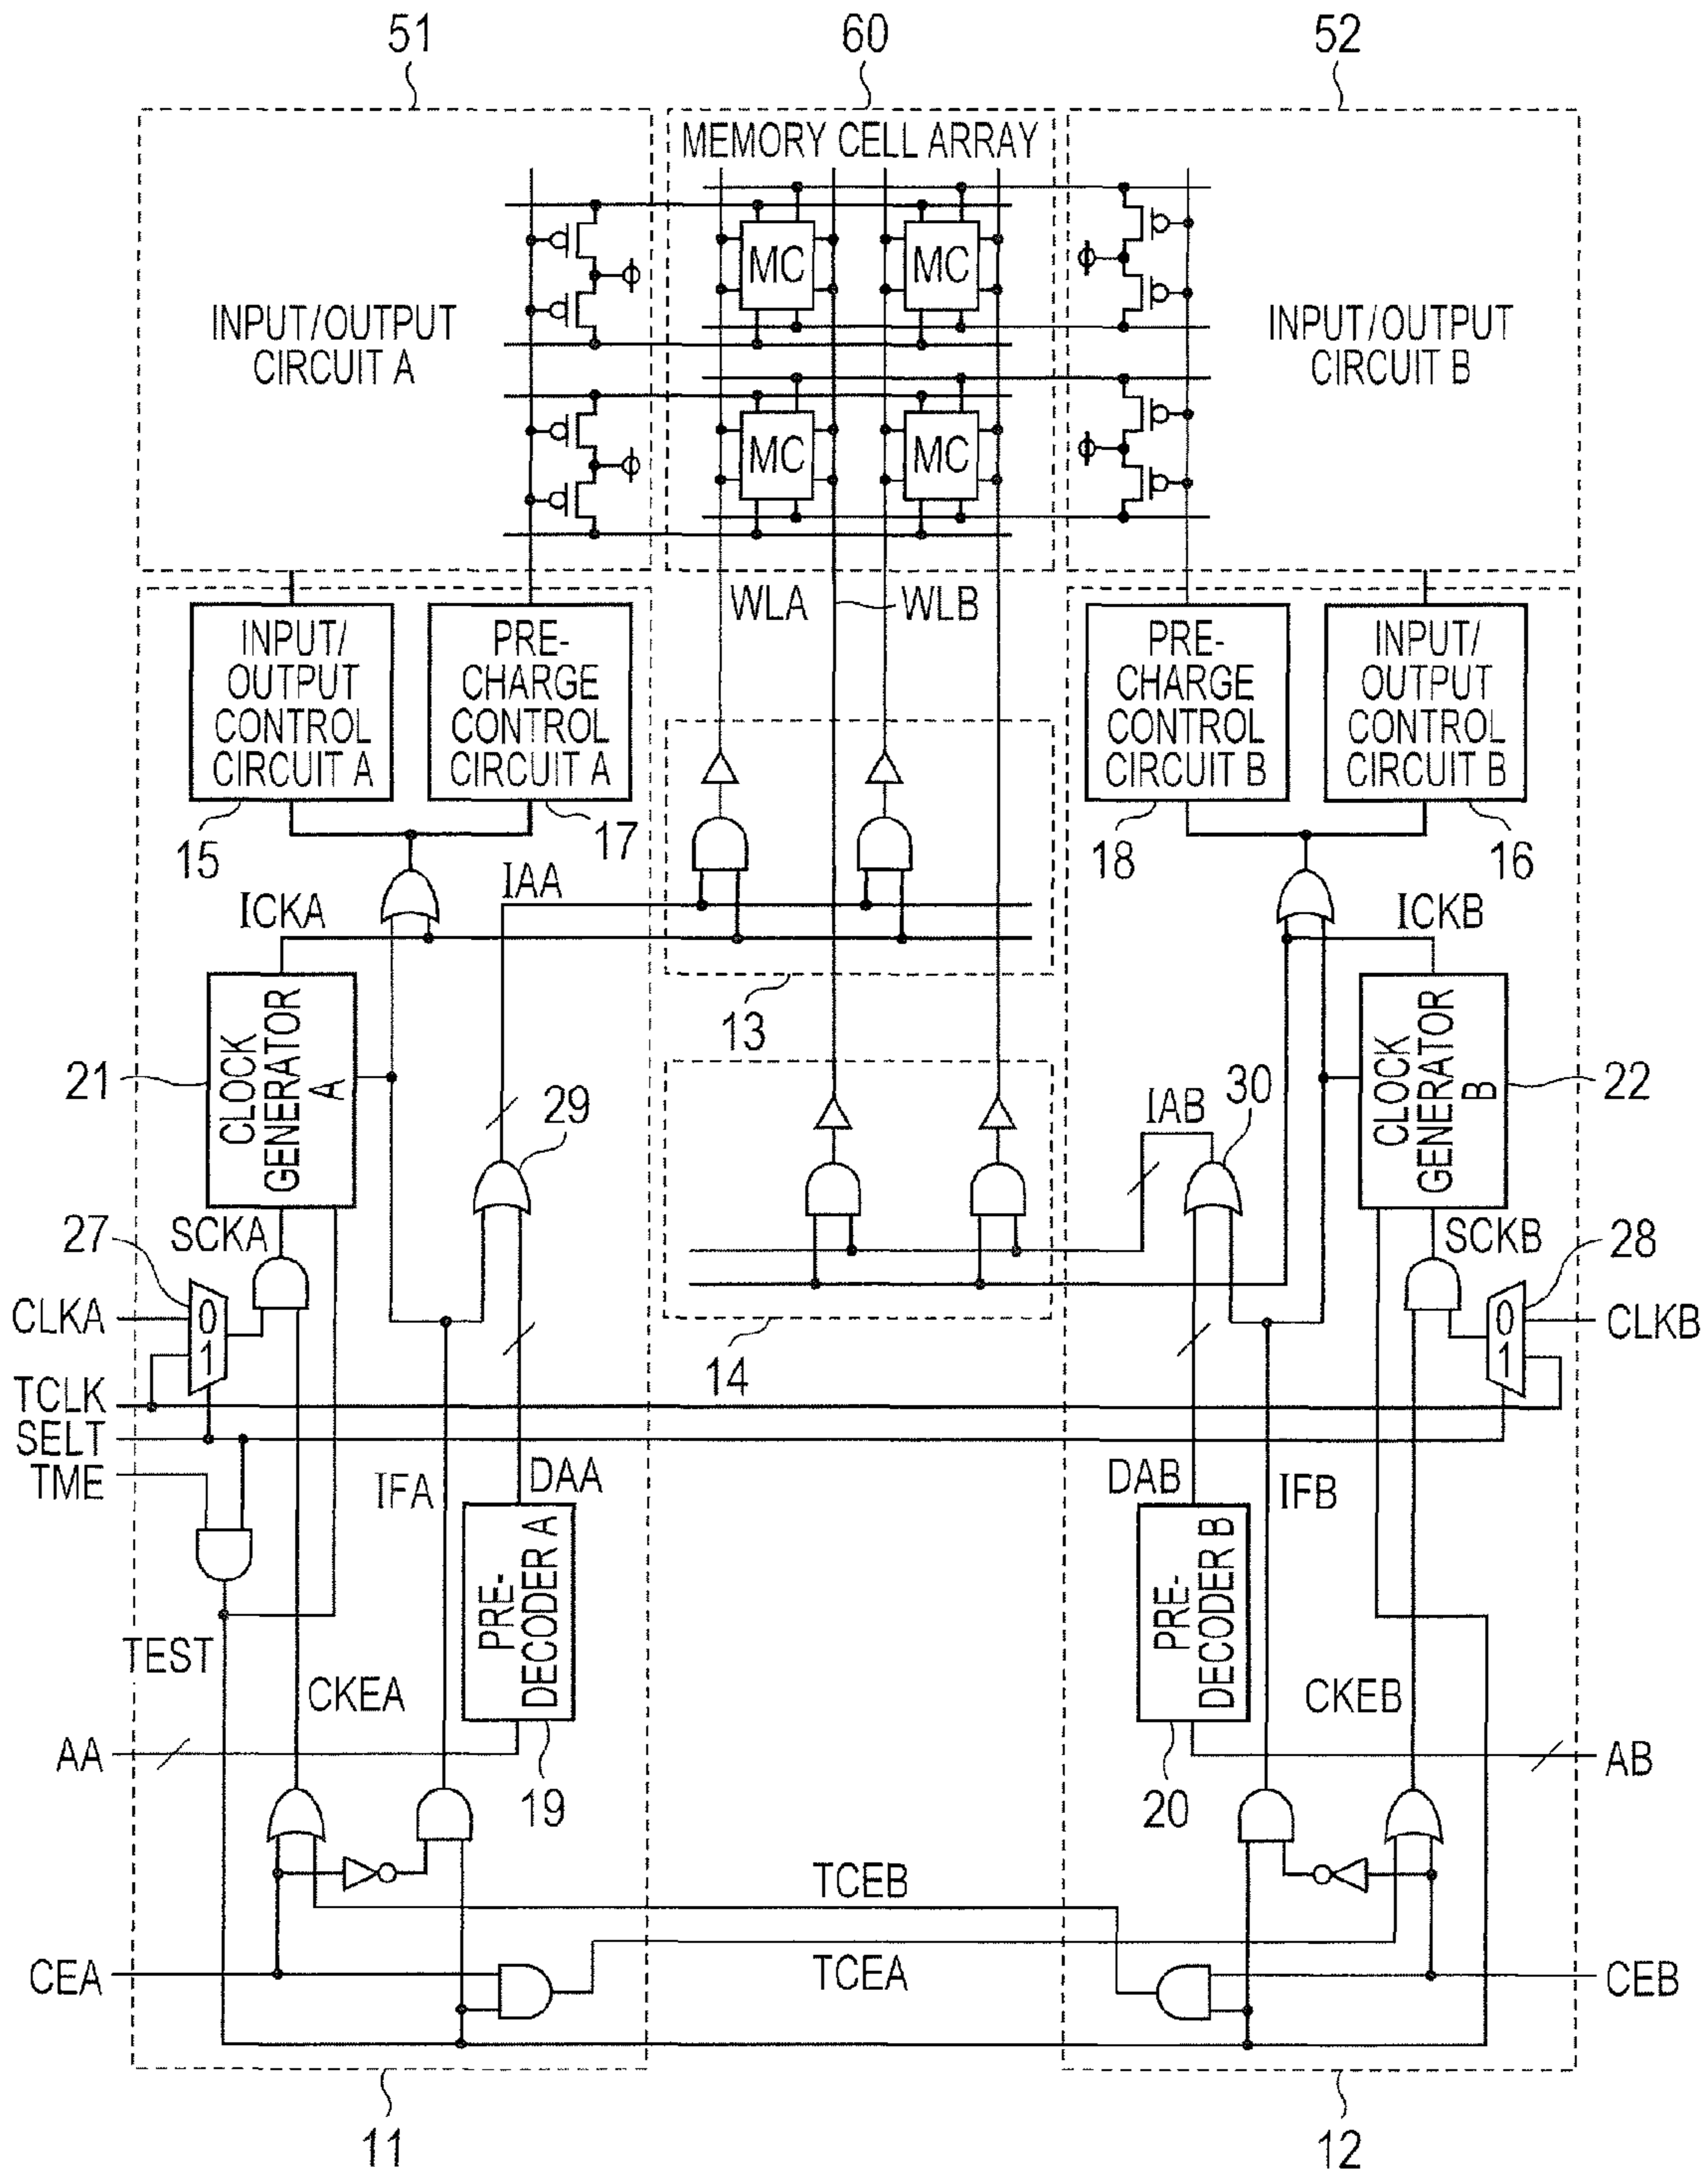 51
60
52
MEMORY CELL ARRAY
MC
MC
INPUT/OUTPUT
CIRCUIT A
INPUT/OUTPUT
CIRCUIT B
MC
MC
WLA
WLB
INPUT/
OUTPUT
CONTROL
CIRCUIT A
PRE-
CHARGE
CONTROL
CIRCUIT A
PRE-
CHARGE
CONTROL
CIRCUIT B
INPUT/
OUTPUT
CONTROL
CIRCUIT B
15
17
18
16
IAA
ICKA
ICKB
13
CLOCK
GENERATOR
A
21
29
IAB
30
CLOCK
GENERATOR
B
22
SCKA
SCKB
27
28
CLKA
0
1
0
1
CLKB
14
TCLK
SELT
TME
IFA
DAA
DAB
IFB
PRE-
DECODER A
PRE-
DECODER B
TEST
CKEA
CKEB
AA
AB
19
20
TCEB
CEA
TCEA
CEB
11
12